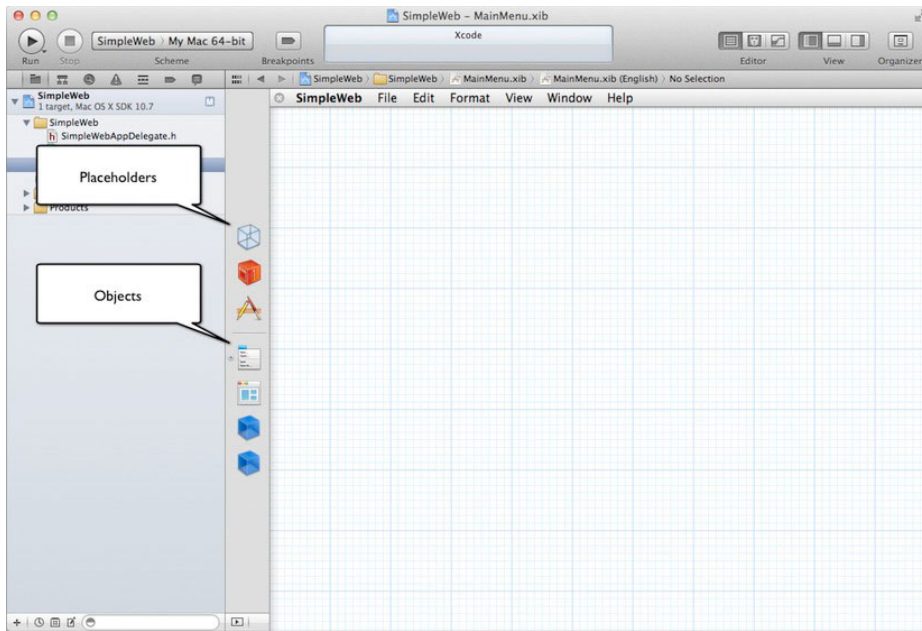 SimpleWeb – MainMenu.xib
SimpleWeb
My Mac 64-bit
Xcode
Run
Stop
Scheme
Breakpoints
Editor
View
Organizer
SimpleWeb
SimpleWeb
MainMenu.xib
MainMenu.xib (English)
No Selection
SimpleWeb
1 target, Mac OS X SDK 10.7
SimpleWeb File Edit Format View Window Help
SimpleWeb
h SimpleWebAppDelegate.h
Placeholders
Products
Objects